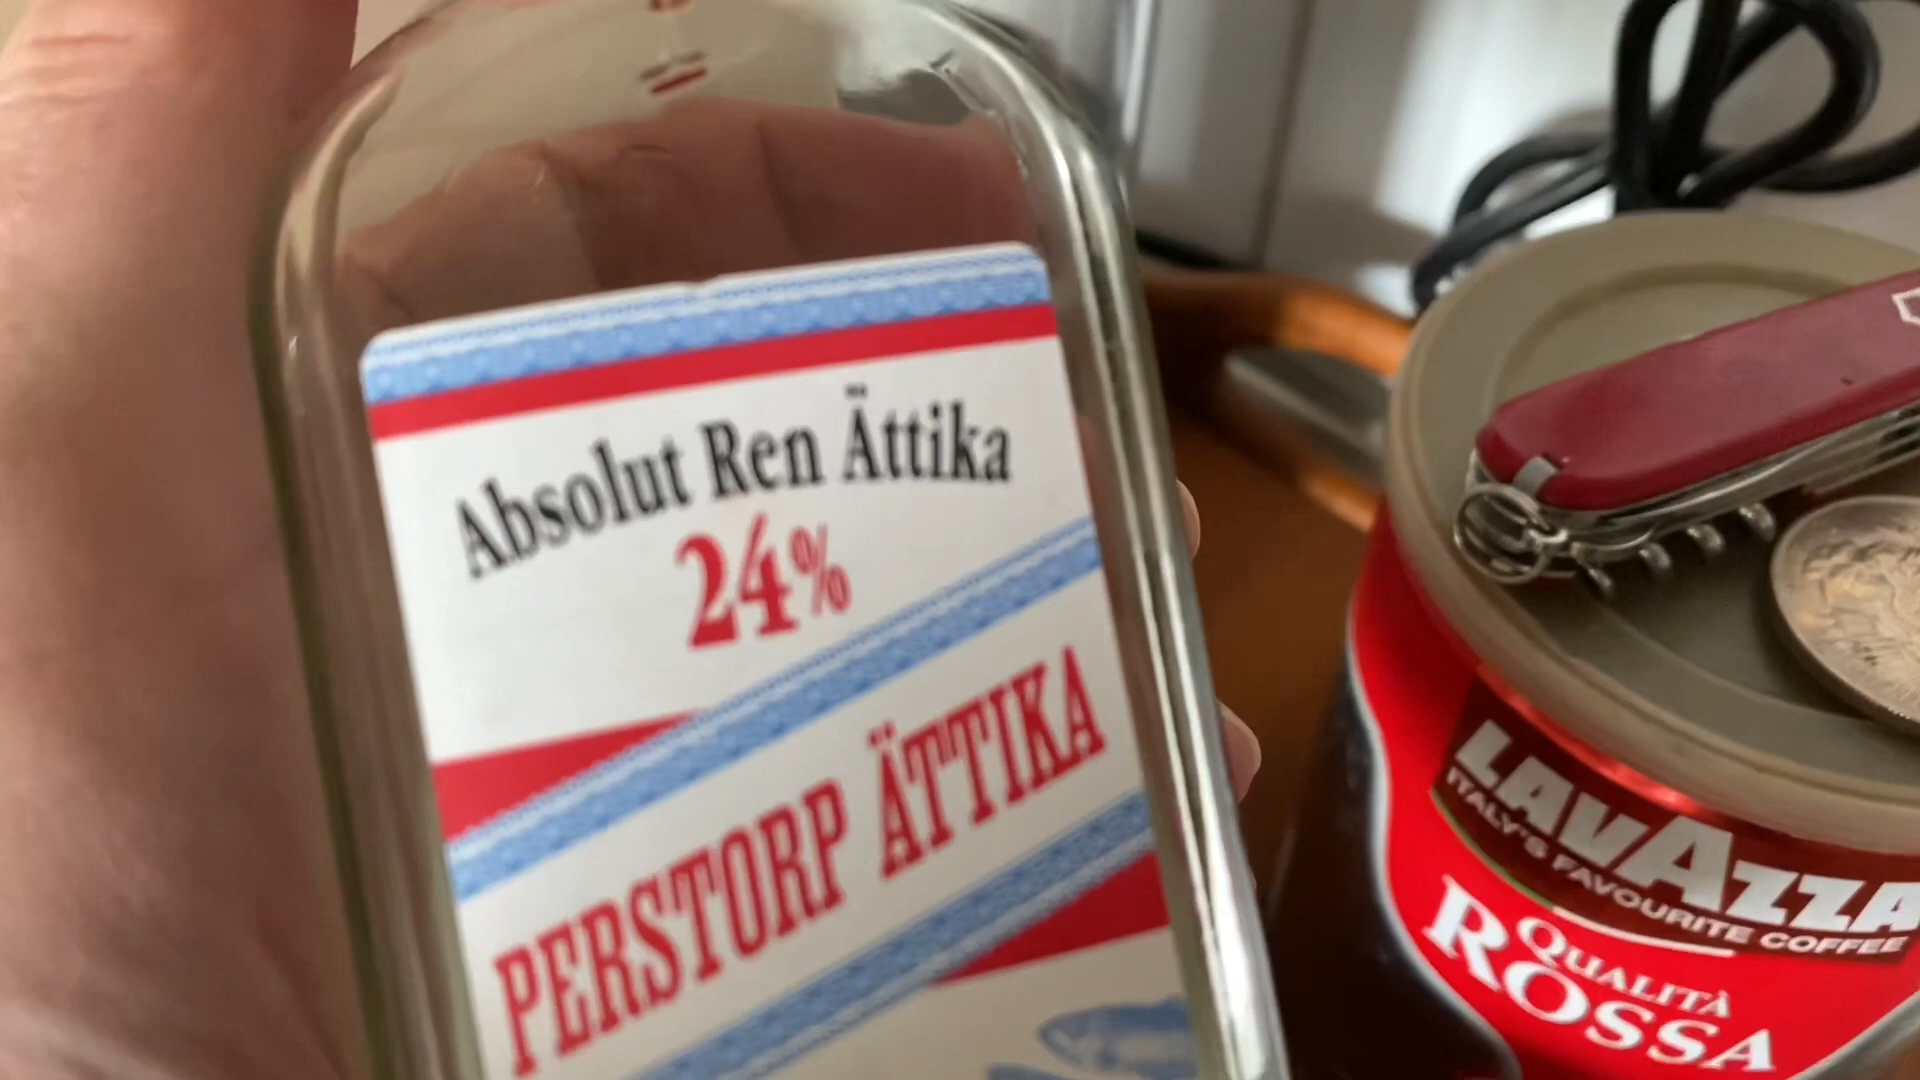 Absolut Ren Ättika
24%
PERSTORP ÄTTIKA
LAVAZZA
ITALY'S FAVOURITE COFFEE
QUALITÀ
ROSSA